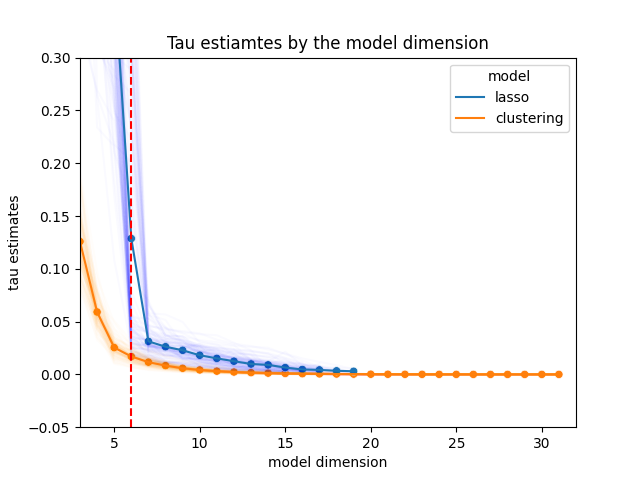 Tau estiamtes by the model dimension
0.30
0.25
0.20
0.15
0.10
0.05
0.00
−0.05
tau estimates
model
lasso
clustering
5 10 15 20 25 30
model dimension